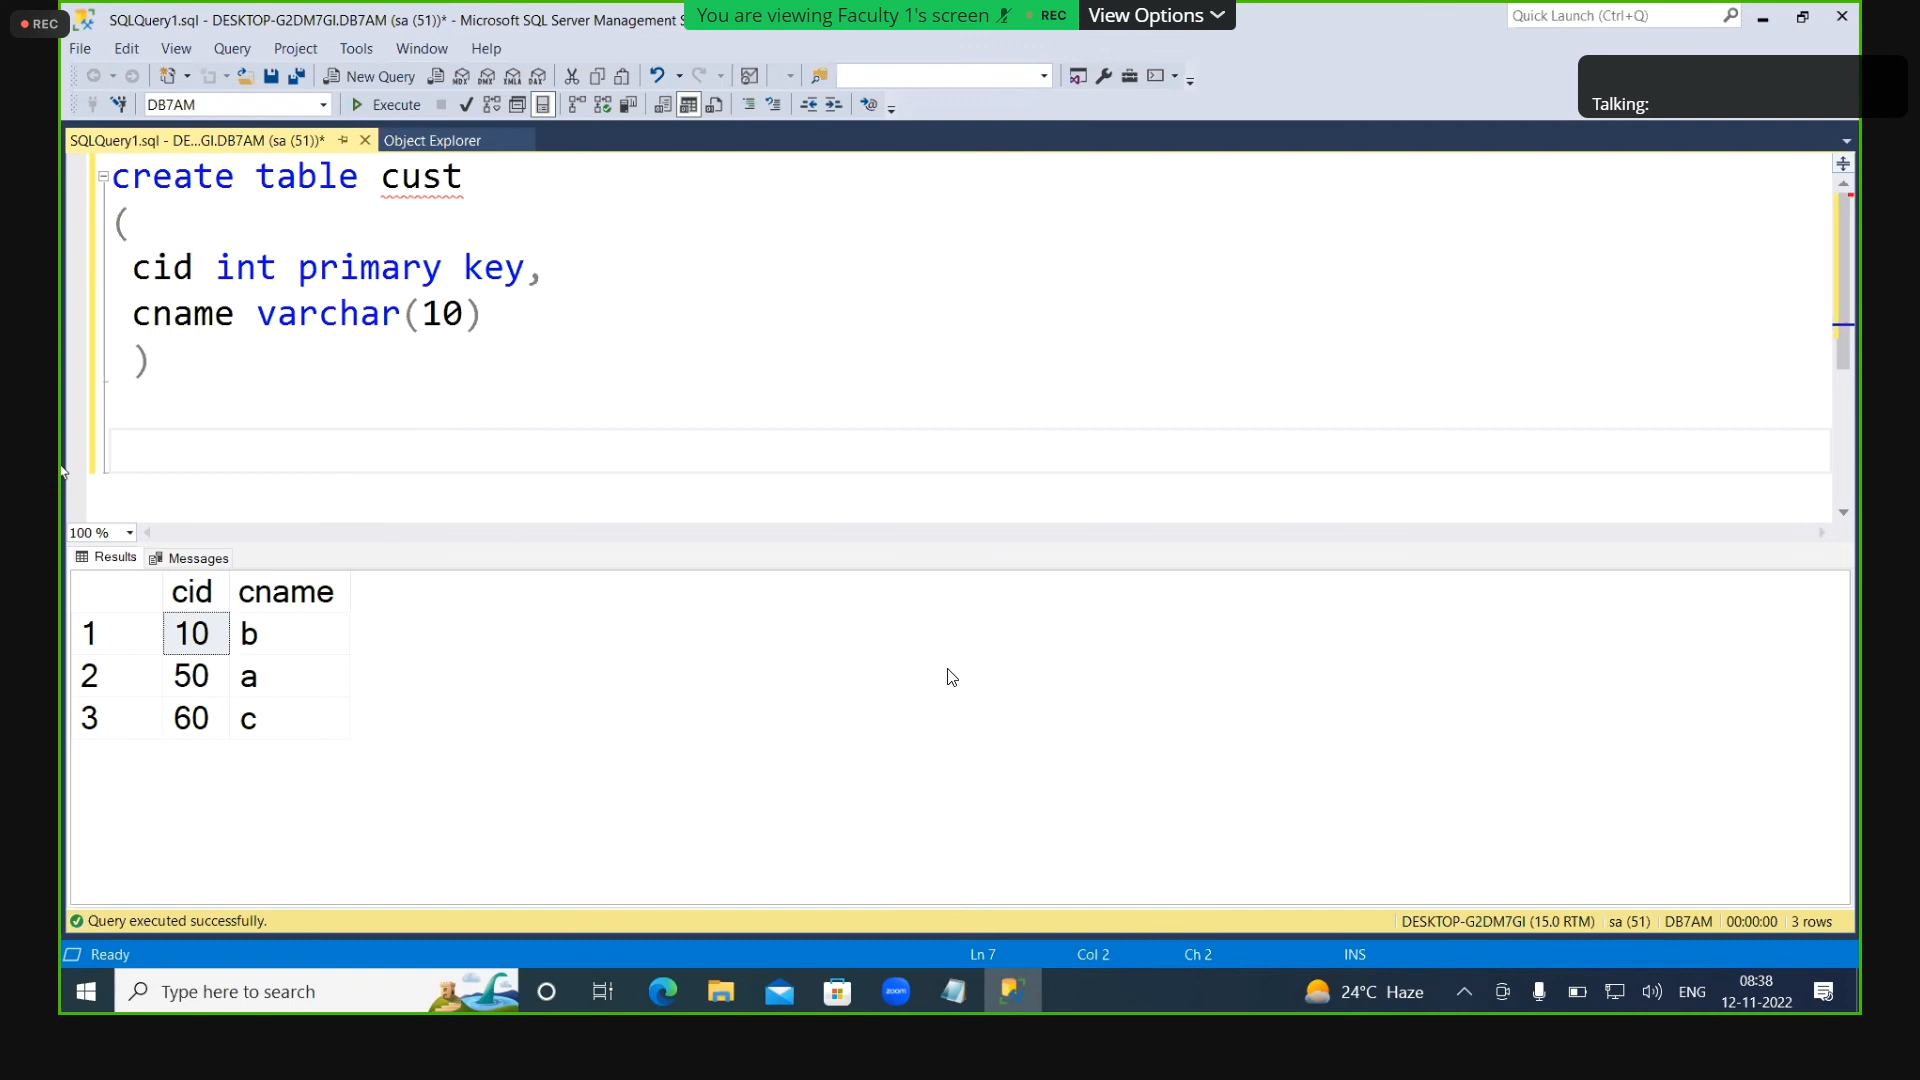 REC
SQLQuery1.sql - DESKTOP-G2DM7GI.DB7AM (sa (51))* - Microsoft SQL Server Management S
You are viewing Faculty 1's screen
REC
View Options
Quick Launch (Ctrl+Q)
File Edit View Query Project Tools Window Help
New Query
Talking:
DB7AM
Execute
SQLQuery1.sql - DE...GI.DB7AM (sa (51))*
Object Explorer
create table cust
(
cid int primary key,
cname varchar(10)
)
100 %
Results Messages
cid cname
1 10 b
2 50 a
3 60 c
Query executed successfully.
DESKTOP-G2DM7GI (15.0 RTM) sa (51) DB7AM 00:00:00 3 rows
Ready Ln 7 Col 2 Ch 2 INS
Type here to search
zoom
24°C Haze
ENG
08:38
12-11-2022